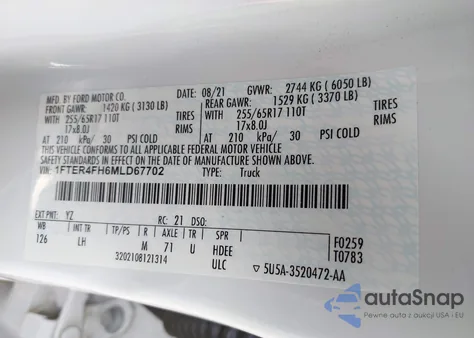 MFD. BY FORD MOTOR CO.
DATE: 08/21 GVWR: 2744 KG (6050 LB)
FRONT GAWR: 1420 KG (3130 LB) REAR GAWR: 1529 KG (3370 LB)
WITH 255/65R17 110T WITH 255/65R17 110T
17x8.0J 17x8.0J
AT 210 kPa/ 30 PSI COLD AT 210 kPa/ 30 PSI COLD
THIS VEHICLE CONFORMS TO ALL APPLICABLE FEDERAL MOTOR VEHICLE
SAFETY STANDARDS IN EFFECT ON THE DATE OF MANUFACTURE SHOWN ABOVE.
VIN: 1FTER4FH6MLD67702 TYPE: Truck
EXT PNT: YZ RC: 21 DSO:
WB INT TR TP/PS R AXLE TR SPR F0259
126 LH M 71 U HDEE T0783
3202108121314 ULC 5U5A-3520472-AA
autoSnap
Pewne auto z USA i EU